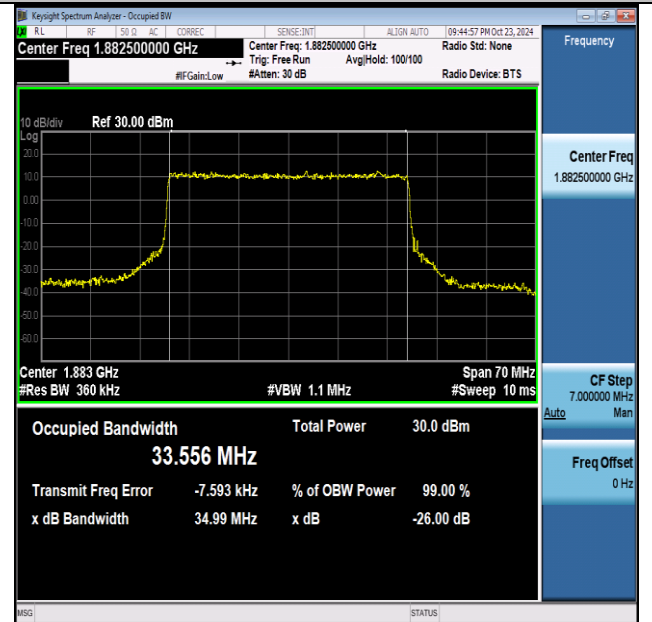 Keysight Spectrum Analyzer - Occupied BW
RL RF 50 Ω AC CORREC SENSE:INT ALIGN AUTO 09:44:57 PM Oct 23, 2024
Center Freq 1.882500000 GHz
Center Freq: 1.882500000 GHz
Radio Std: None
Trig: Free Run Avg|Hold: 100/100
#IFGain:Low #Atten: 30 dB Radio Device: BTS
Frequency
10 dB/div Ref 30.00 dBm
Log
20.0
10.0
0.00
-10.0
-20.0
-30.0
-40.0
-50.0
-60.0
Center Freq
1.882500000 GHz
Center 1.883 GHz Span 70 MHz
#Res BW 360 kHz #VBW 1.1 MHz #Sweep 10 ms
CF Step
7.000000 MHz
Auto Man
Occupied Bandwidth Total Power 30.0 dBm
33.556 MHz
Freq Offset
0 Hz
Transmit Freq Error -7.593 kHz % of OBW Power 99.00 %
x dB Bandwidth 34.99 MHz x dB -26.00 dB
MSG STATUS